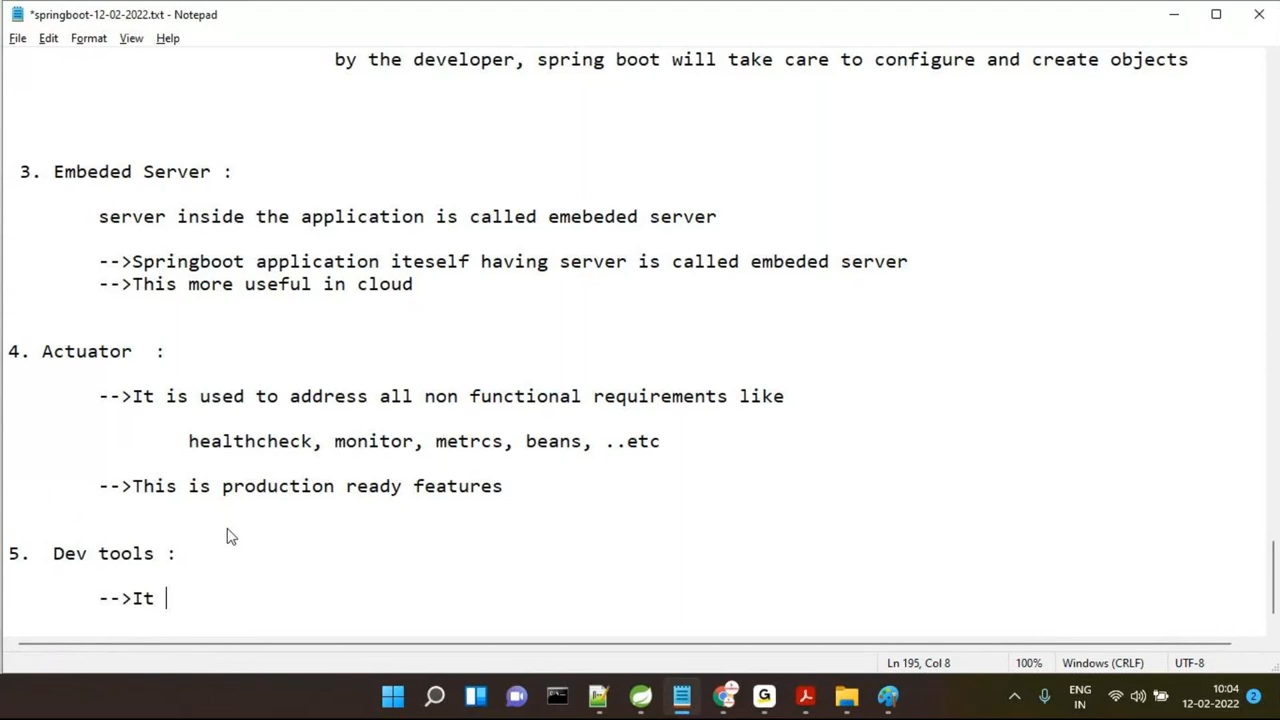 *springboot-12-02-2022.txt - Notepad
File Edit Format View Help
by the developer, spring boot will take care to configure and create objects
3. Embeded Server :
server inside the application is called emebeded server
-->Springboot application iteself having server is called embeded server
-->This more useful in cloud
4. Actuator :
-->It is used to address all non functional requirements like
healthcheck, monitor, metrcs, beans, ..etc
-->This is production ready features
5. Dev tools :
-->It
Ln 195, Col 8 100% Windows (CRLF) UTF-8
G
ENG
IN
10:04
12-02-2022
2